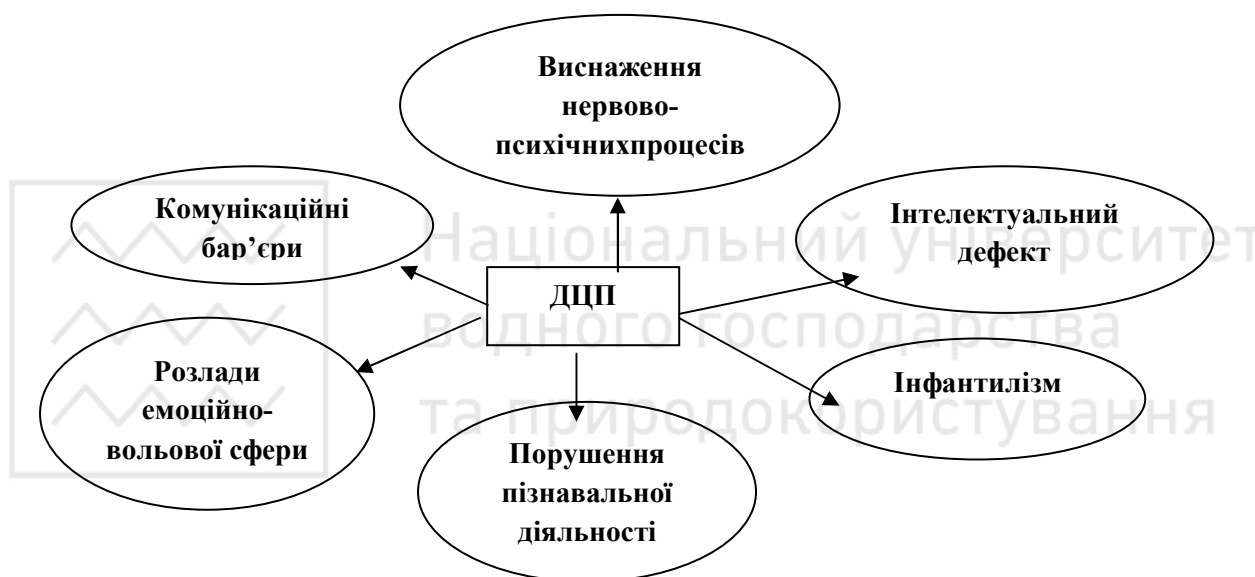 Виснаження
нервово-
психічнихпроцесів
Комунікаційні
бар’єри
Інтелектуальний
дефект
Національний університет
ДЦП
водного господарства
Розлади
емоційно-
вольової сфери
Інфантилізм
та природокористування
Порушення
пізнавальної
діяльності